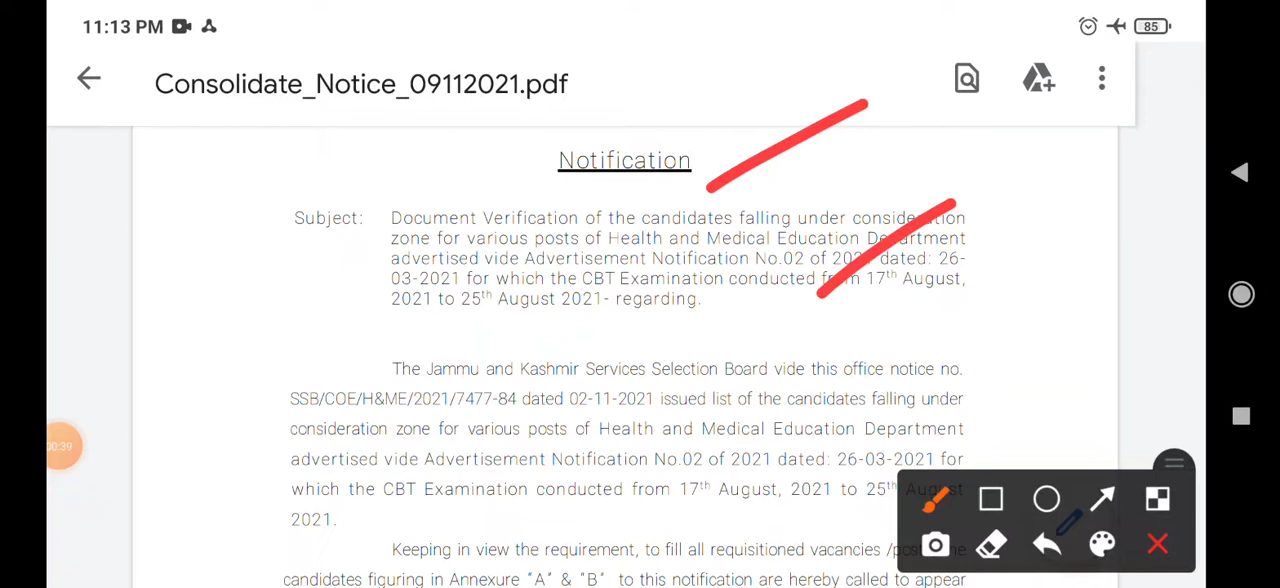 11:13 PM
85
Consolidate_Notice_09112021.pdf
Notification
Subject: Document Verification of the candidates falling under consideration
zone for various posts of Health and Medical Education Department
advertised vide Advertisement Notification No.02 of 2021 dated: 26-
03-2021 for which the CBT Examination conducted from 17th August,
2021 to 25th August 2021- regarding.
The Jammu and Kashmir Services Selection Board vide this office notice no.
SSB/COE/H&ME/2021/7477-84 dated 02-11-2021 issued list of the candidates falling under
consideration zone for various posts of Health and Medical Education Department
advertised vide Advertisement Notification No.02 of 2021 dated: 26-03-2021 for
which the CBT Examination conducted from 17th August, 2021 to 25th August
2021.
00:39
Keeping in view the requirement, to fill all requisitioned vacancies
candidates figuring in Annexure "A" & "B" to this notification are hereby called to appear